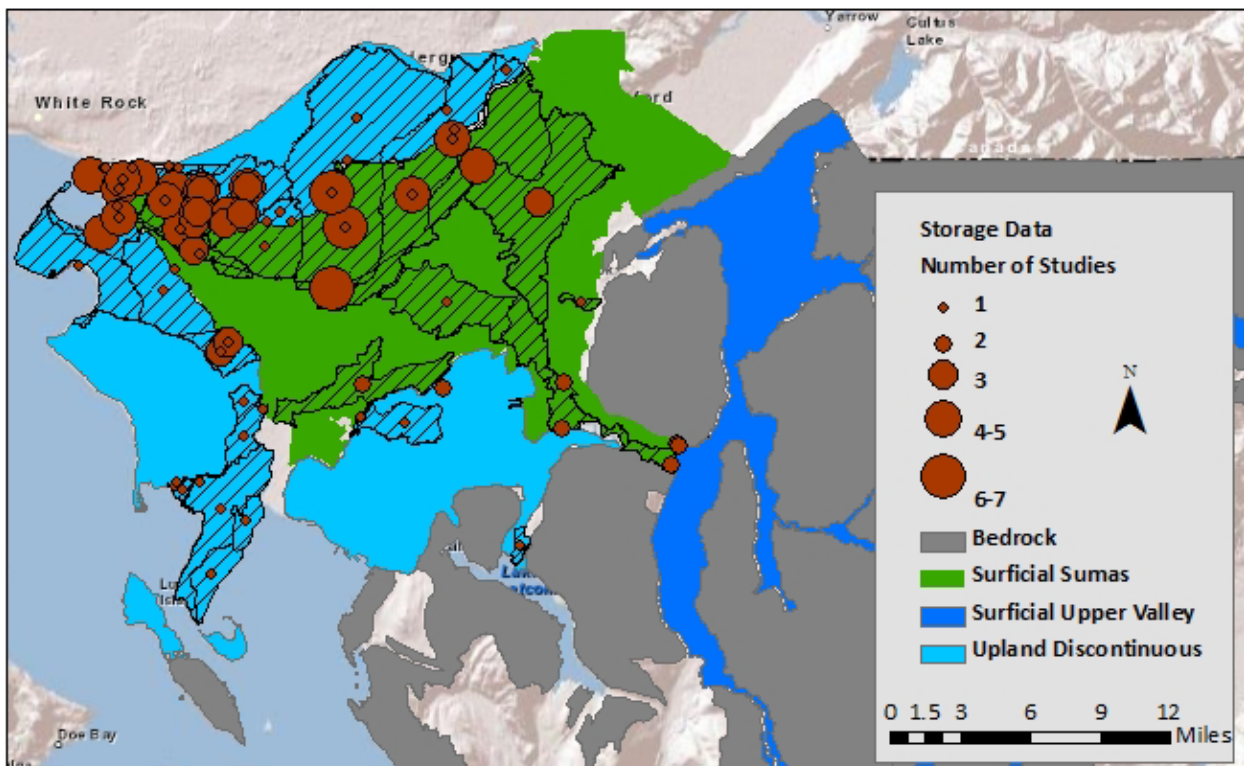 Yarrow
Cultus
Lake
White Rock
Canada
Storage Data
Number of Studies
1
2
3
4-5
6-7
N
Bedrock
Surficial Sumas
Surficial Upper Valley
Upland Discontinuous
0 1.5 3 6 9 12
Miles
Doe Bay